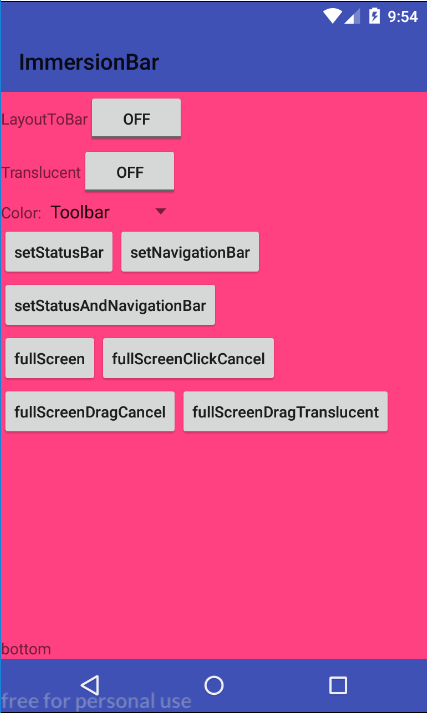 9:54
ImmersionBar
LayoutToBar OFF
Translucent OFF
Color: Toolbar
setStatusBar setNavigationBar
setStatusAndNavigationBar
fullScreen fullScreenClickCancel
fullScreenDragCancel fullScreenDragTranslucent
bottom
free for personal use